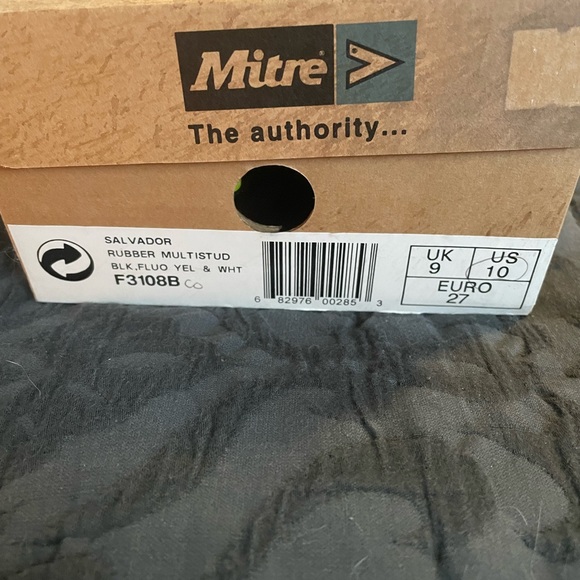 Mitre®
The authority...
SALVADOR
RUBBER MULTISTUD
BLK,FLUO YEL & WHT
F3108B Co
6 82976 00285 3
UK US
9 10
EURO
27